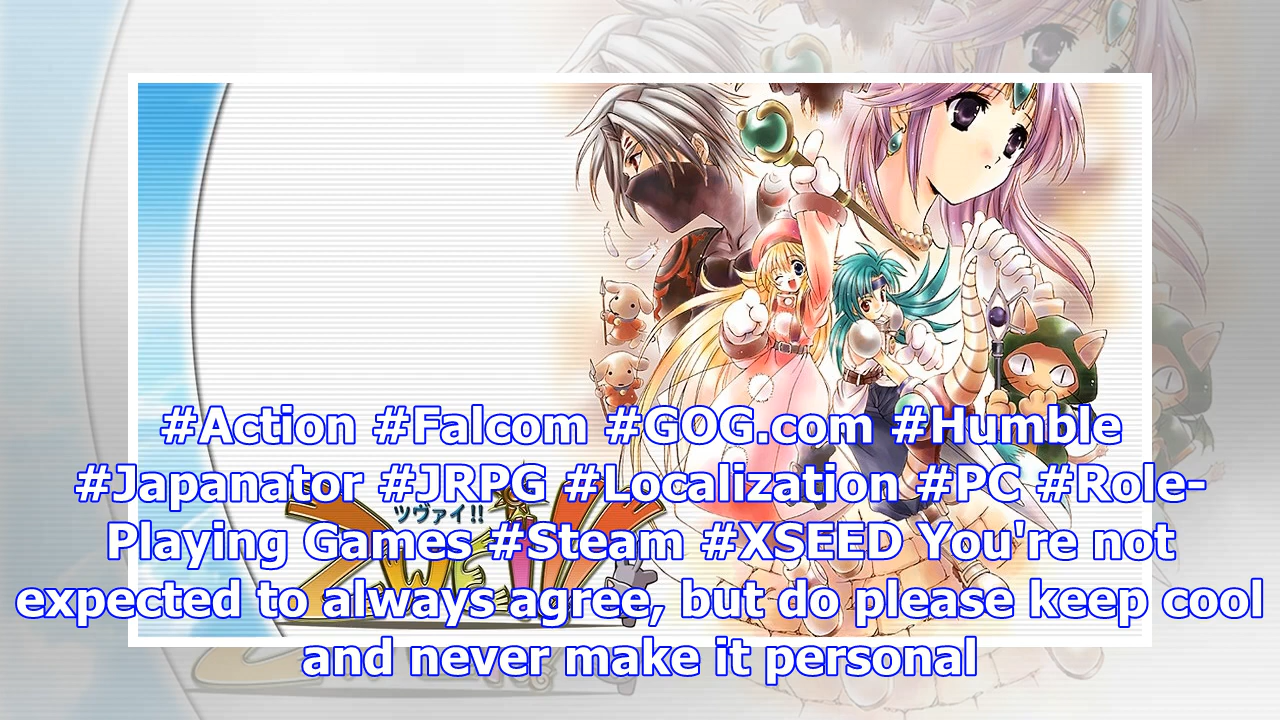 #Action #Falcom #GOG.com #Humble
#Japanator #JRPG #Localization #PC #Role-
Playing Games #Steam #XSEED You're not
expected to always agree, but do please keep cool
and never make it personal
ツヴァイ!!
Zwei!!